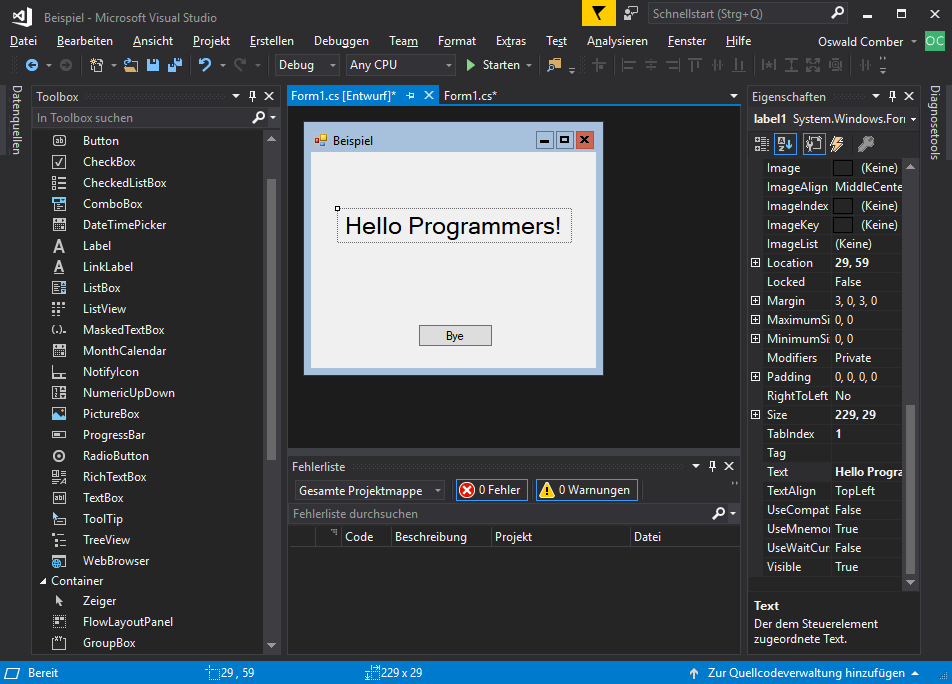 Beispiel - Microsoft Visual Studio
Schnellstart (Strg+Q)
Datei Bearbeiten Ansicht Projekt Erstellen Debuggen Team Format Extras Test Analysieren Fenster Hilfe
Oswald Comber OC
Debug Any CPU Starten
Datenquellen
Toolbox
In Toolbox suchen
Button
CheckBox
CheckedListBox
ComboBox
DateTimePicker
Label
LinkLabel
ListBox
ListView
MaskedTextBox
MonthCalendar
NotifyIcon
NumericUpDown
PictureBox
ProgressBar
RadioButton
RichTextBox
TextBox
ToolTip
TreeView
WebBrowser
Container
Zeiger
FlowLayoutPanel
GroupBox
Form1.cs [Entwurf]* Form1.cs*
Beispiel
Hello Programmers!
Bye
Fehlerliste
Gesamte Projektmappe 0 Fehler 0 Warnungen
Fehlerliste durchsuchen
Code Beschreibung Projekt Datei
Eigenschaften
label1 System.Windows.For
Image (Keine)
ImageAlign MiddleCente
ImageIndex (Keine)
ImageKey (Keine)
ImageList (Keine)
Location 29, 59
Locked False
Margin 3, 0, 3, 0
MaximumSi 0, 0
MinimumSi 0, 0
Modifiers Private
Padding 0, 0, 0, 0
RightToLeft No
Size 229, 29
TabIndex 1
Tag
Text Hello Progra
TextAlign TopLeft
UseCompat False
UseMnemo True
UseWaitCur False
Visible True
Text
Der dem Steuerelement
zugeordnete Text.
Diagnosetools
Bereit 29 , 59 229 x 29 Zur Quellcodeverwaltung hinzufügen